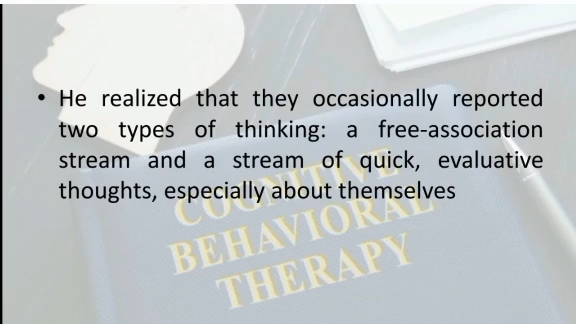 • He realized that they occasionally reported
two types of thinking: a free-association
stream and a stream of quick, evaluative
thoughts, especially about themselves
COGNITIVE
BEHAVIORAL
THERAPY